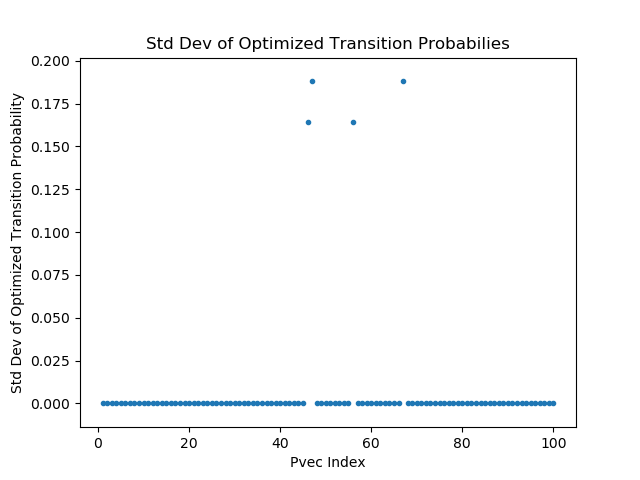 Std Dev of Optimized Transition Probabilies
Std Dev of Optimized Transition Probability
0.200
0.175
0.150
0.125
0.100
0.075
0.050
0.025
0.000
0 20 40 60 80 100
Pvec Index